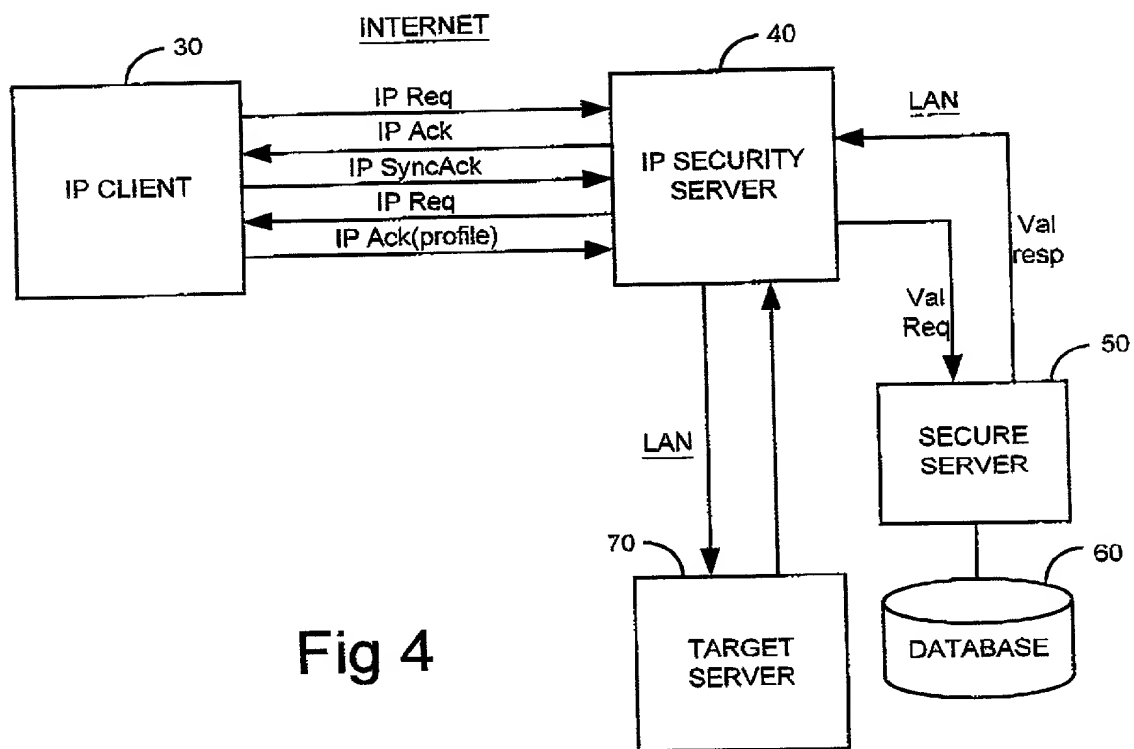 INTERNET
30
40
IP Req
IP Ack
IP SyncAck
IP Req
IP Ack(profile)
IP CLIENT
IP SECURITY
SERVER
LAN
Val
resp
Val
Req
50
SECURE
SERVER
LAN
70
60
TARGET
SERVER
DATABASE
Fig 4